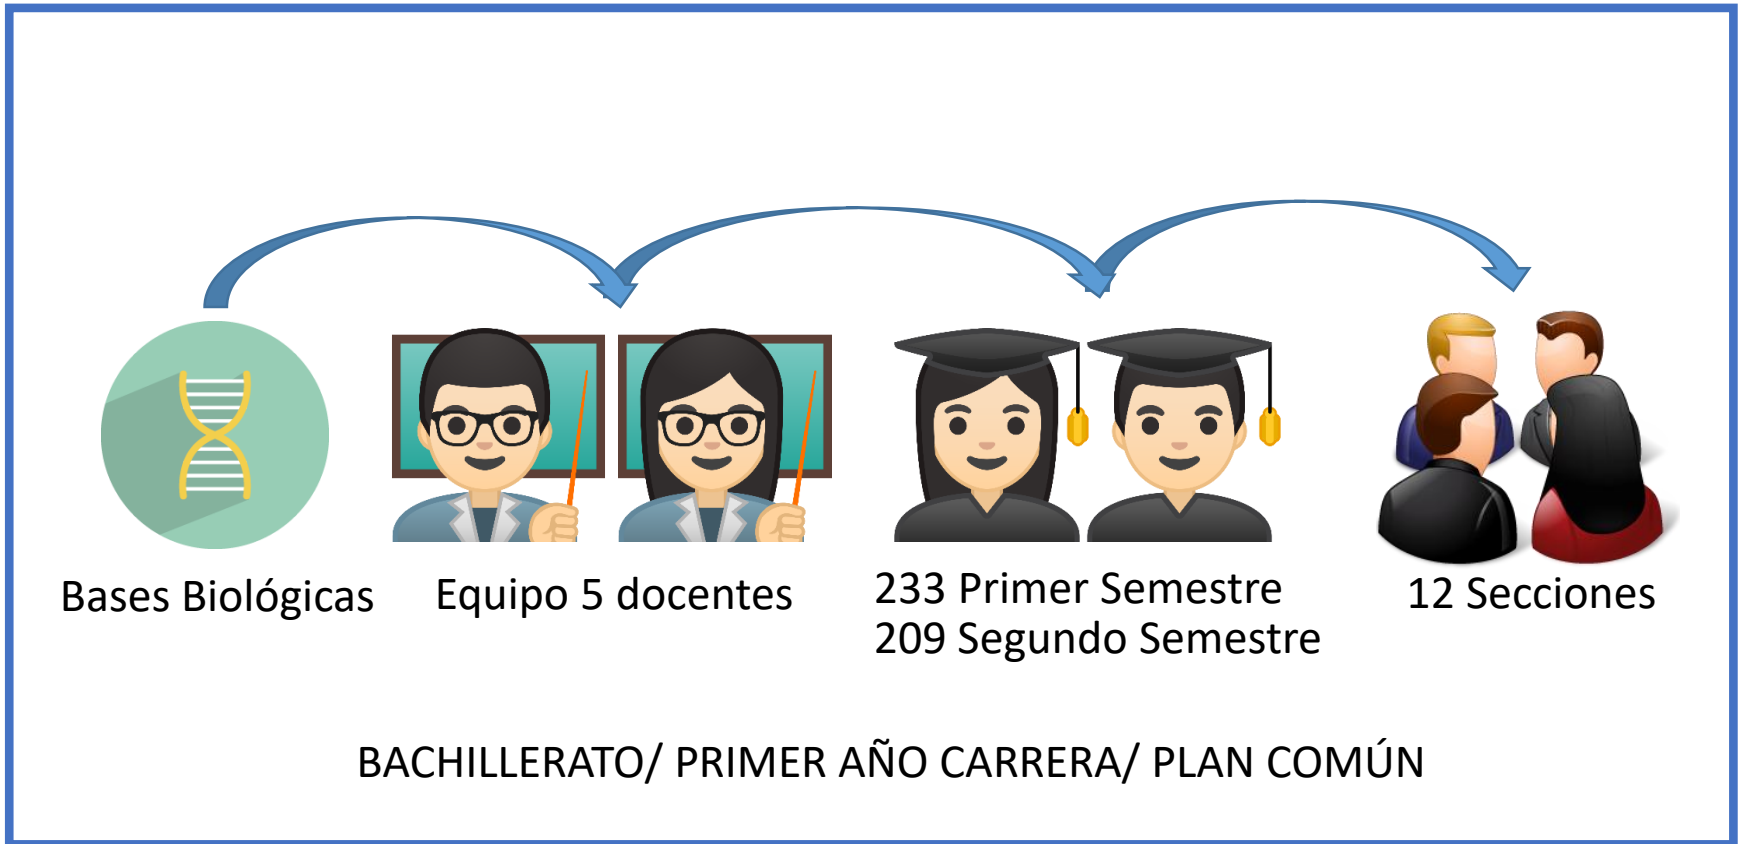 Bases Biológicas
Equipo 5 docentes
233 Primer Semestre
209 Segundo Semestre
12 Secciones
BACHILLERATO/ PRIMER AÑO CARRERA/ PLAN COMÚN